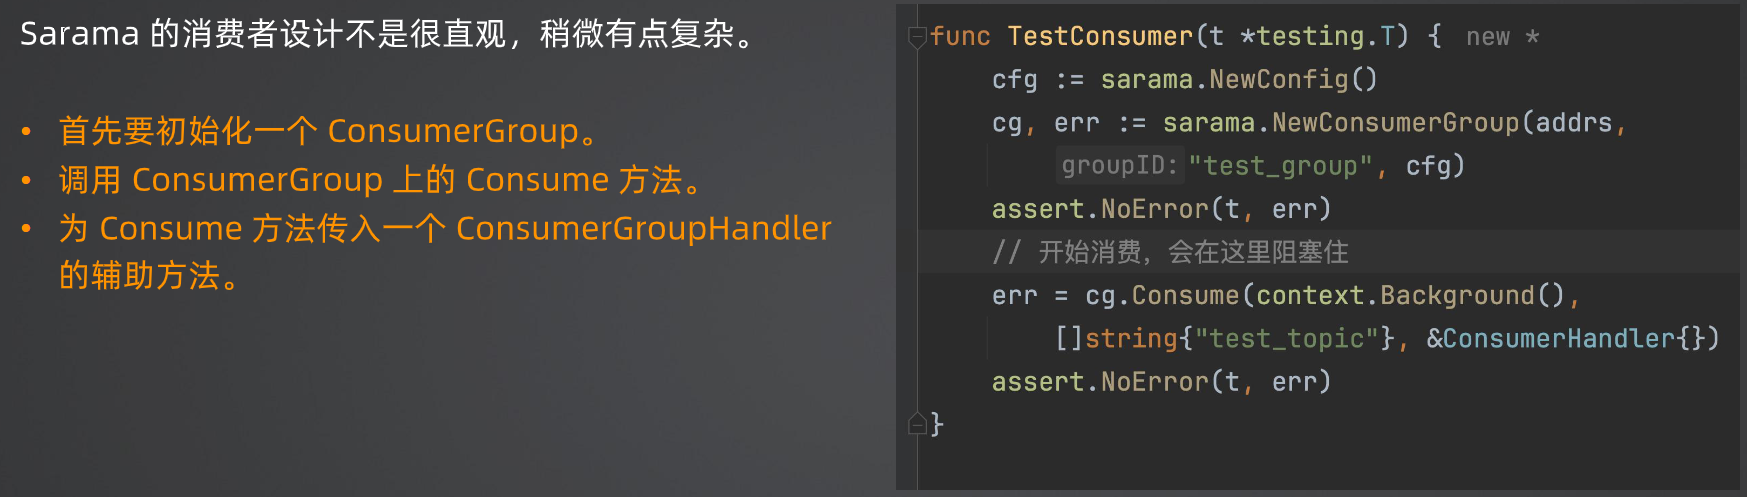 Sarama 的消费者设计不是很直观，稍微有点复杂。
• 首先要初始化一个 ConsumerGroup。
• 调用 ConsumerGroup 上的 Consume 方法。
• 为 Consume 方法传入一个 ConsumerGroupHandler
的辅助方法。
func TestConsumer(t *testing.T) { new *
cfg := sarama.NewConfig()
cg, err := sarama.NewConsumerGroup(addrs,
groupID: "test_group", cfg)
assert.NoError(t, err)
// 开始消费，会在这里阻塞住
err = cg.Consume(context.Background(),
[]string{"test_topic"}, &ConsumerHandler{})
assert.NoError(t, err)
}